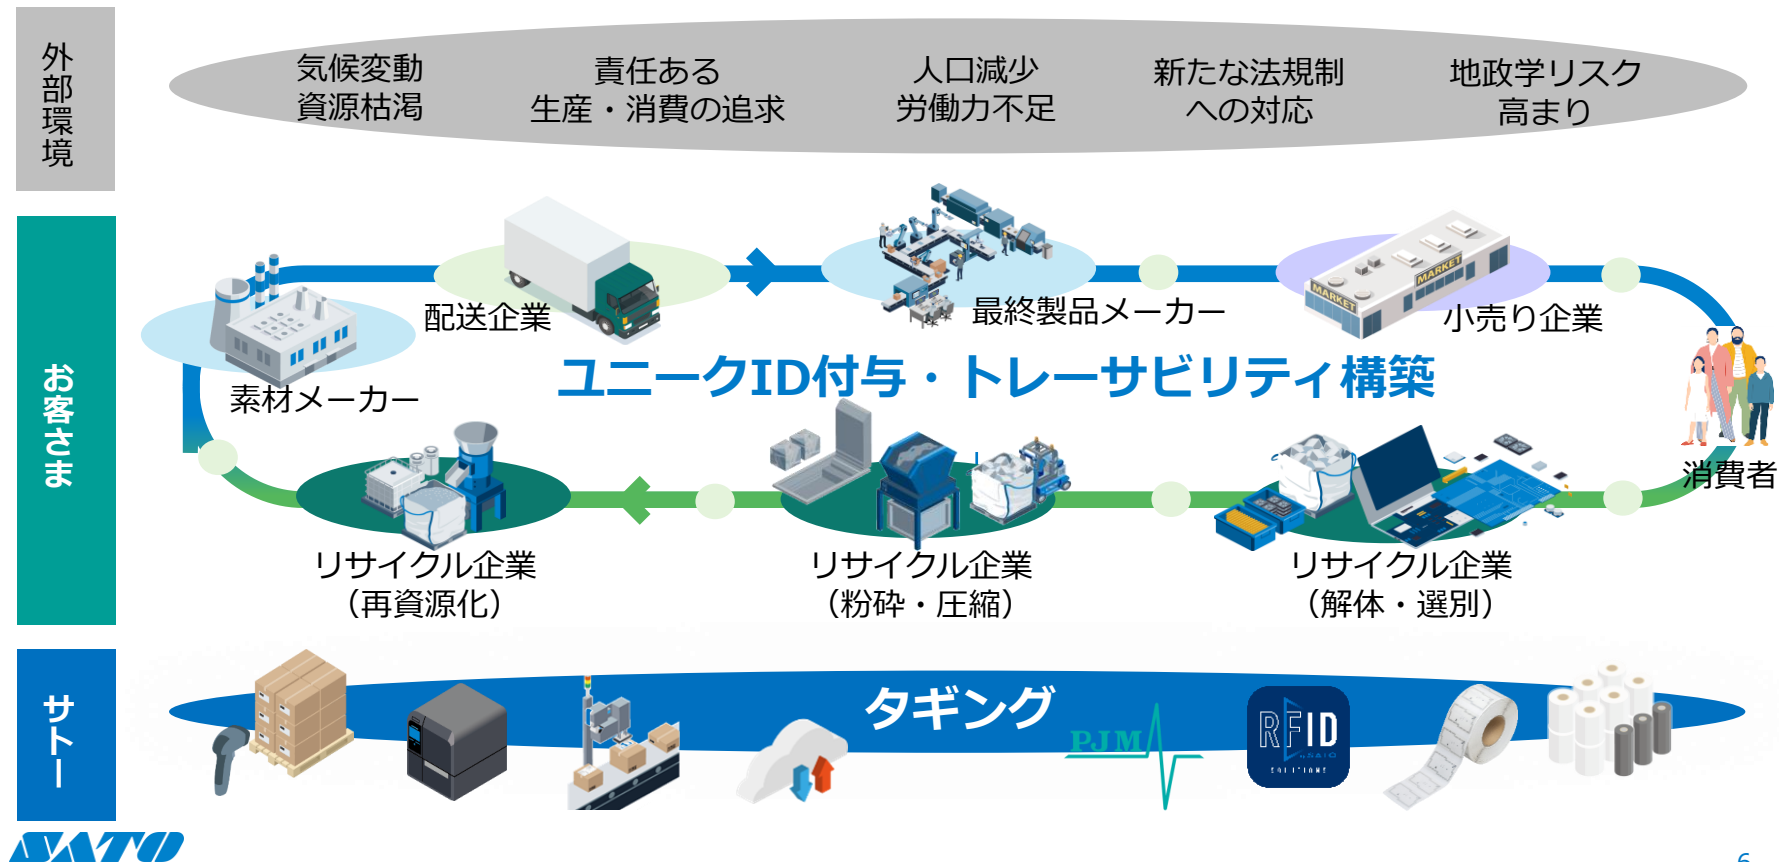 外部環境
気候変動
資源枯渇
責任ある
生産・消費の追求
人口減少
労働力不足
新たな法規制
への対応
地政学リスク
高まり
お客さま
素材メーカー
配送企業
最終製品メーカー
MARKET
MARKET
小売り企業
消費者
ユニークID付与・トレーサビリティ構築
リサイクル企業
（再資源化）
リサイクル企業
（粉砕・圧縮）
リサイクル企業
（解体・選別）
サトー
タギング
PJM
RFID
by SATO
SOLUTIONS
SATO
6